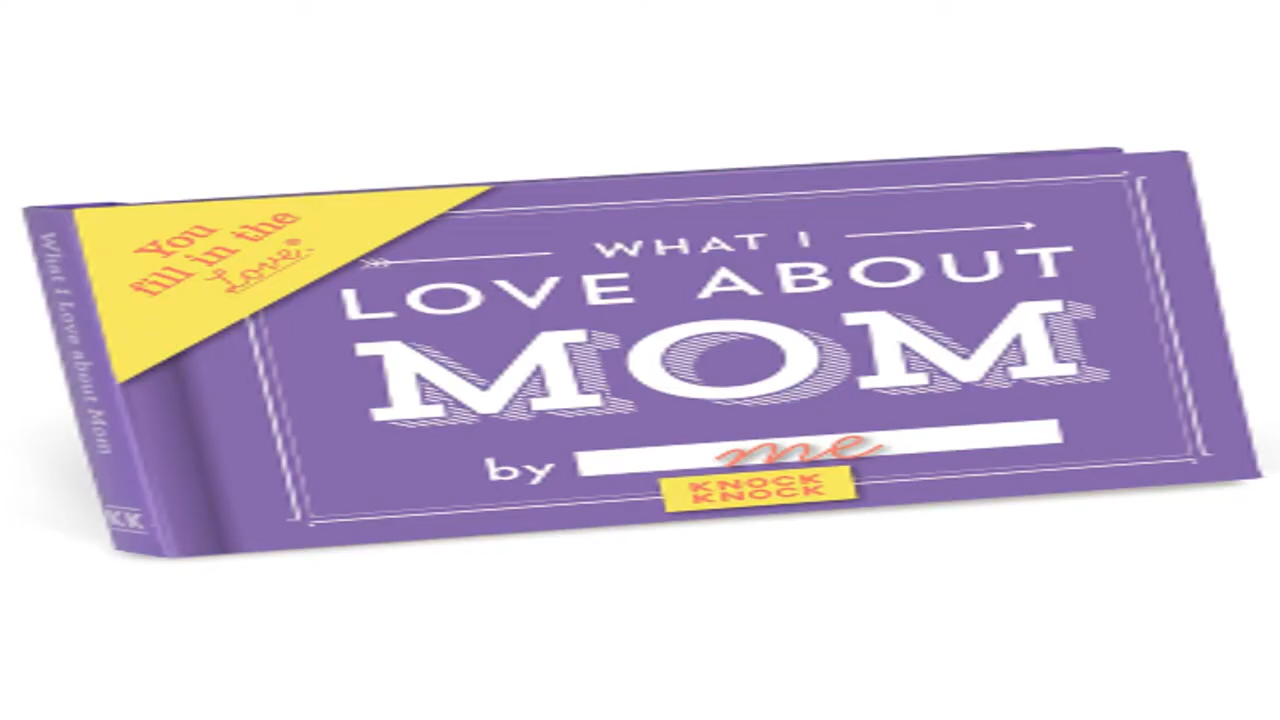 You
fill in the
Love®
WHAT I
LOVE ABOUT
MOM
by me
KNOCK
KNOCK
What I Love about Mom
KK